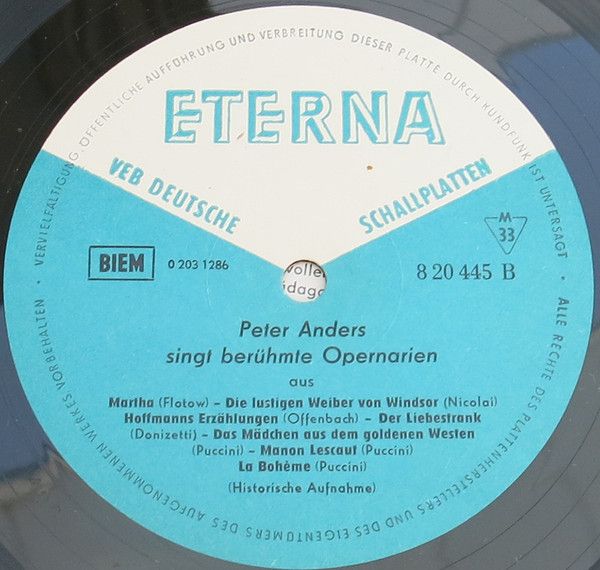 VERVIELFÄLTIGUNG, ÖFFENTLICHE AUFFÜHRUNG UND VERBREITUNG DIESER PLATTE DURCH RUNDFUNK IST UNTERSAGT ·
ETERNA
VEB DEUTSCHE SCHALLPLATTEN
M
33
BIEM
0 203 1286
8 20 445 B
Peter Anders
singt berühmte Opernarien
aus
Martha (Flotow) – Die lustigen Weiber von Windsor (Nicolai)
Hoffmanns Erzählungen (Offenbach) – Der Liebestrank
(Donizetti) – Das Mädchen aus dem goldenen Westen
(Puccini) – Manon Lescaut (Puccini)
La Bohême (Puccini)
(Historische Aufnahme)
ALLE RECHTE DES PLATTENHERSTELLERS UND DES EIGENTÜMERS DES AUFGENOMMENEN WERKES VORBEHALTEN ·